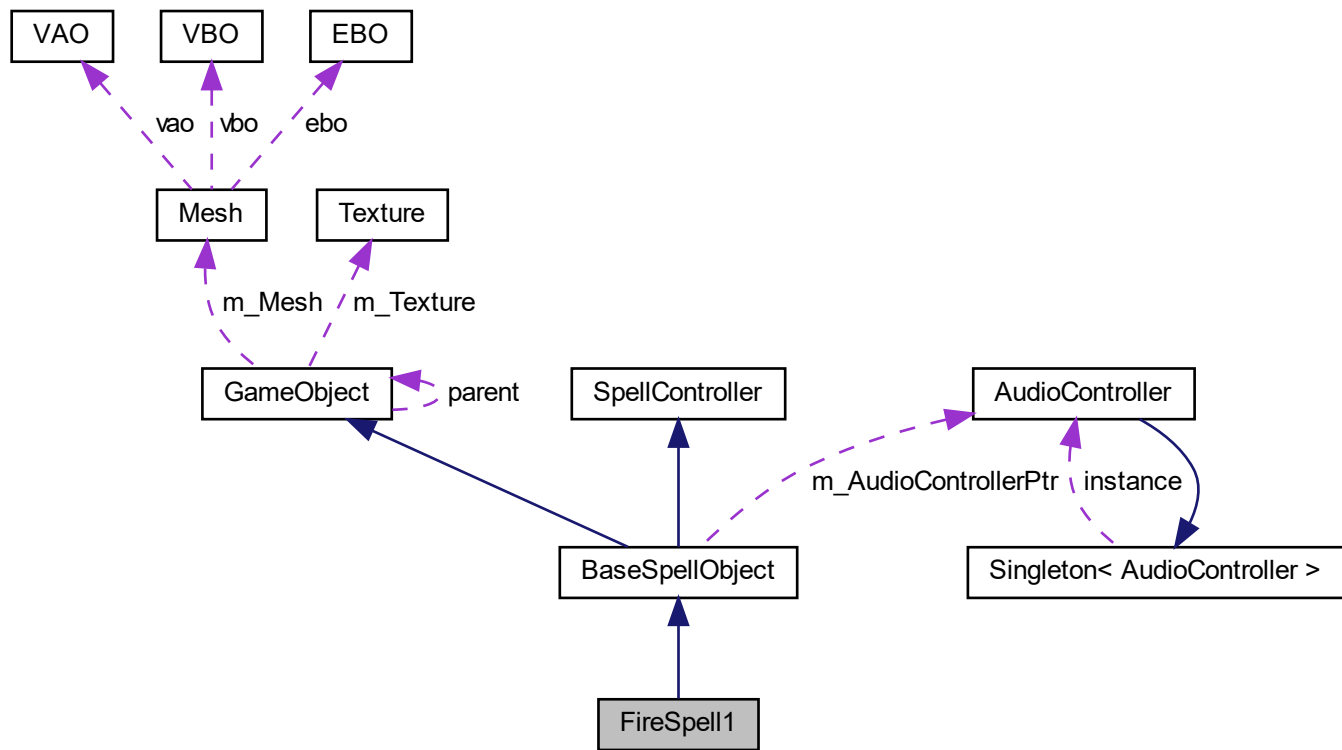 VAO
VBO
EBO
vao
vbo
ebo
Mesh
Texture
m_Mesh
m_Texture
GameObject
parent
SpellController
AudioController
m_AudioControllerPtr
instance
BaseSpellObject
Singleton< AudioController >
FireSpell1